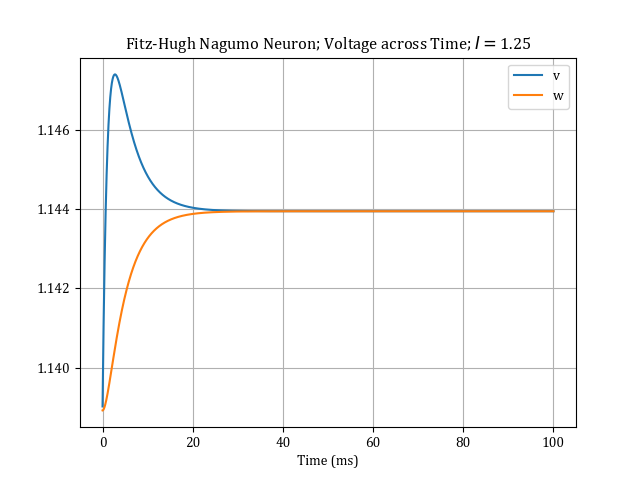 Fitz-Hugh Nagumo Neuron; Voltage across Time; I = 1.25
v
w
1.146
1.144
1.142
1.140
0 20 40 60 80 100
Time (ms)